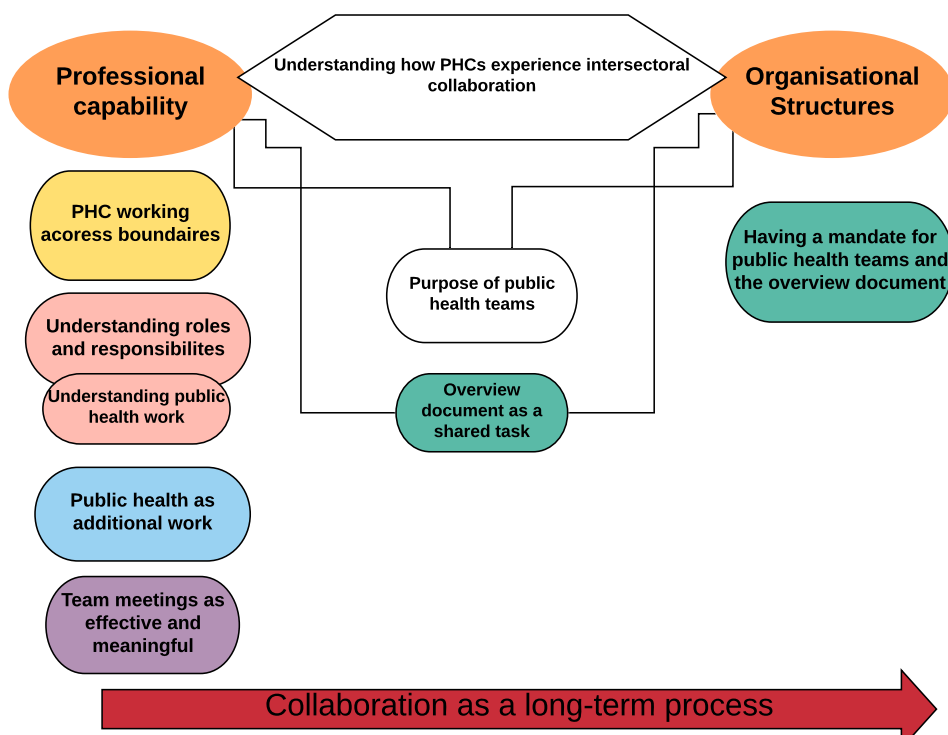 Professional
capability
Understanding how PHCs experience intersectoral
collaboration
Organisational
Structures
PHC working
acoress boundaires
Having a mandate for
public health teams and
the overview document
Purpose of public
health teams
Understanding roles
and responsibilites
Understanding public
health work
Overview
document as a
shared task
Public health as
additional work
Team meetings as
effective and
meaningful
Collaboration as a long-term process